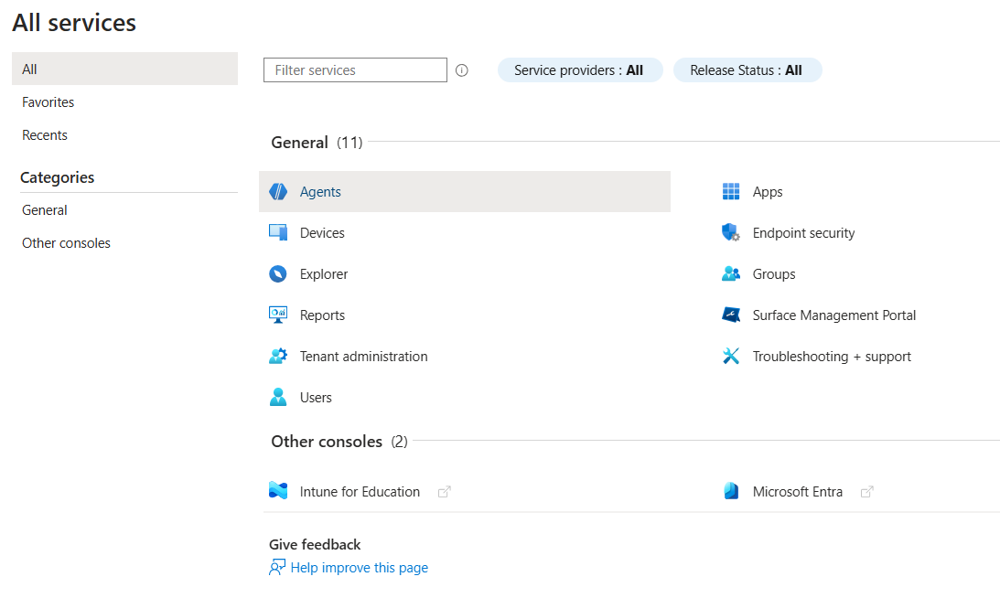 All services
All
Favorites
Recents
Categories
General
Other consoles
Filter services
Service providers : All
Release Status : All
General (11)
Agents
Apps
Devices
Endpoint security
Explorer
Groups
Reports
Surface Management Portal
Tenant administration
Troubleshooting + support
Users
Other consoles (2)
Intune for Education
Microsoft Entra
Give feedback
Help improve this page